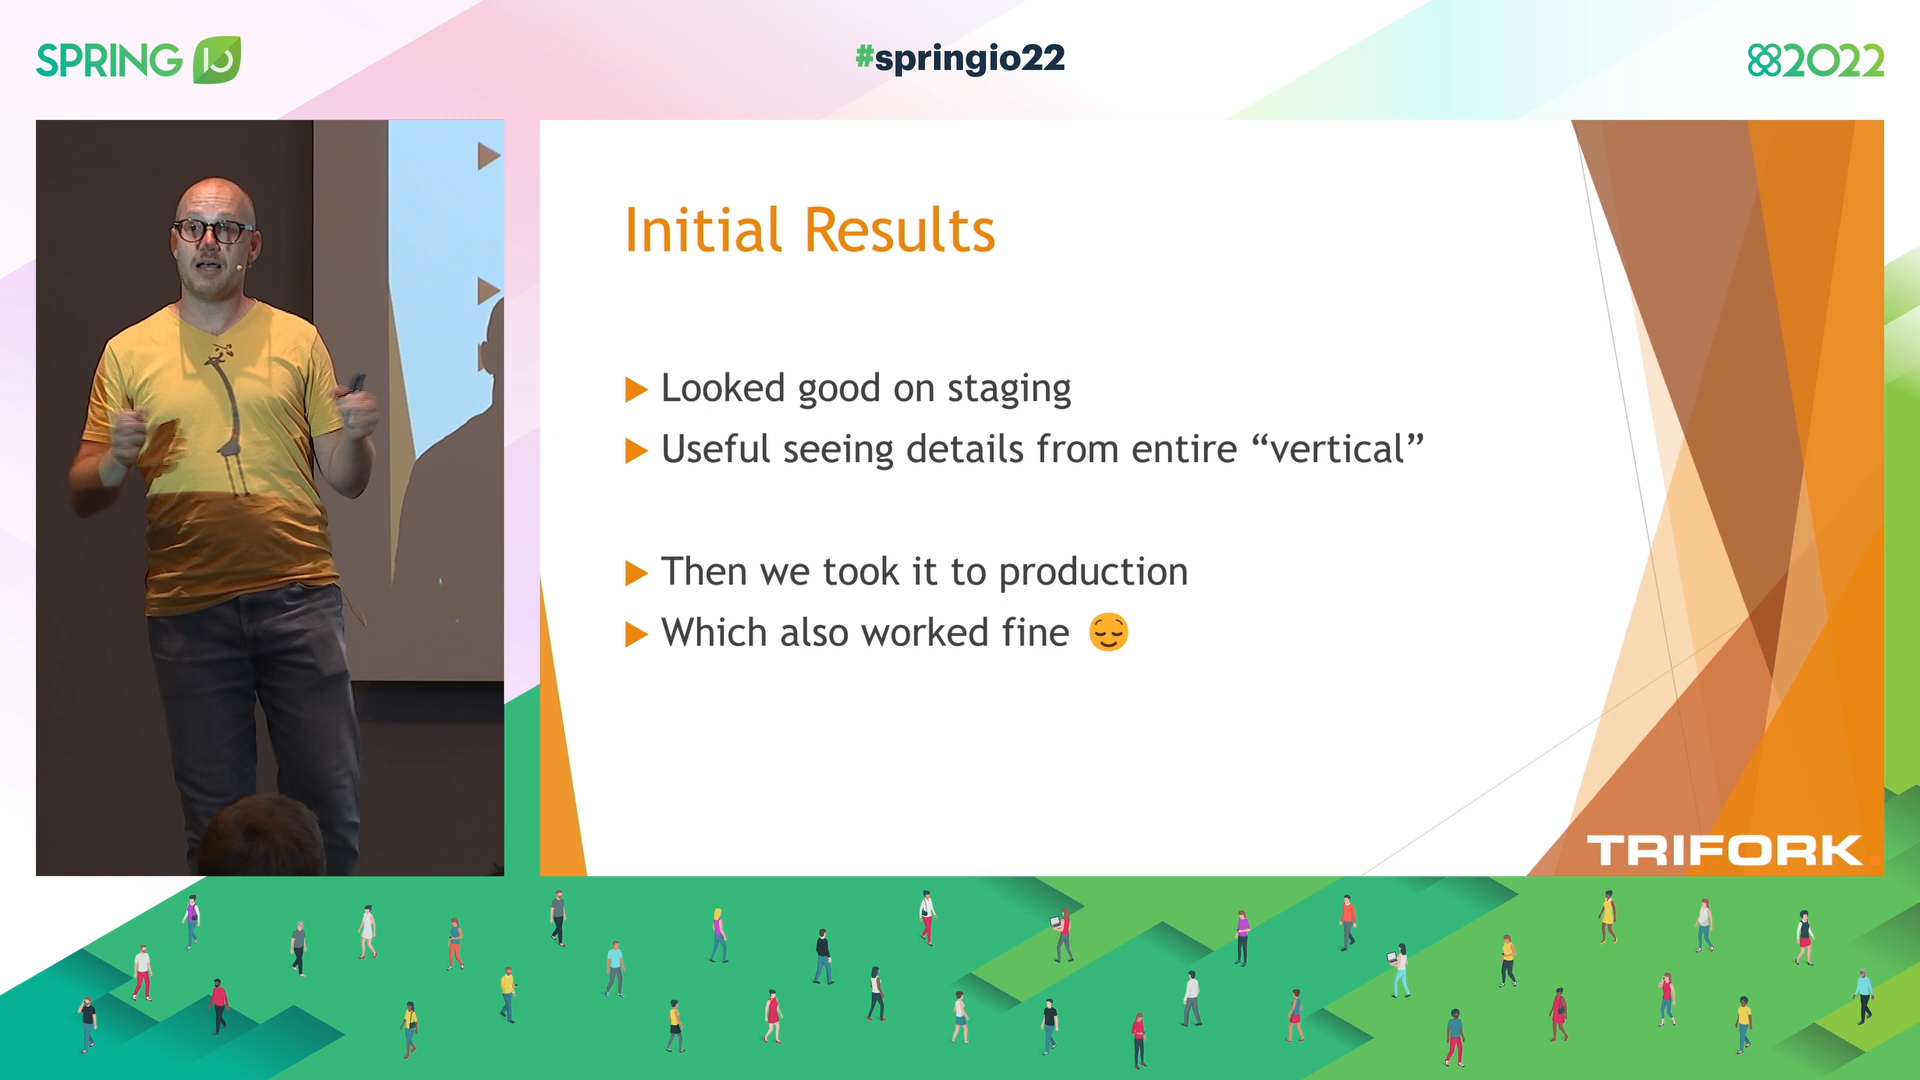 SPRING IO
#springio22
2022
Initial Results
Looked good on staging
Useful seeing details from entire “vertical”
Then we took it to production
Which also worked fine 😌
TRIFORK